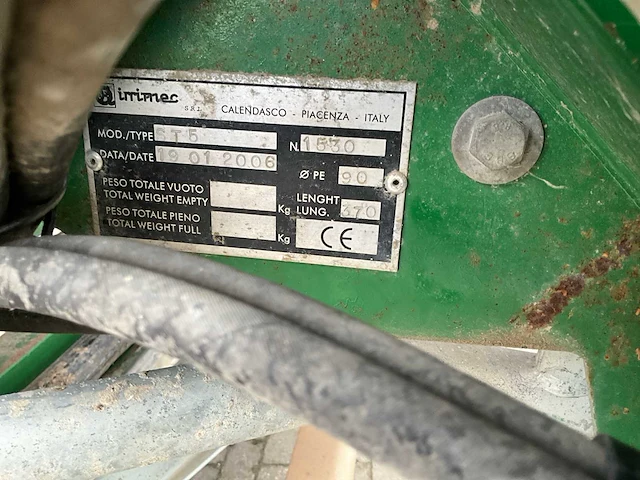 irrimec S.R.L. CALENDASCO - PIACENZA - ITALY
MOD./TYPE ST5 N. 1530
DATA/DATE 19 01 2006 Ø PE 90
PESO TOTALE VUOTO
TOTAL WEIGHT EMPTY Kg
LENGHT
LUNG. 370
PESO TOTALE PIENO
TOTAL WEIGHT FULL Kg
CE